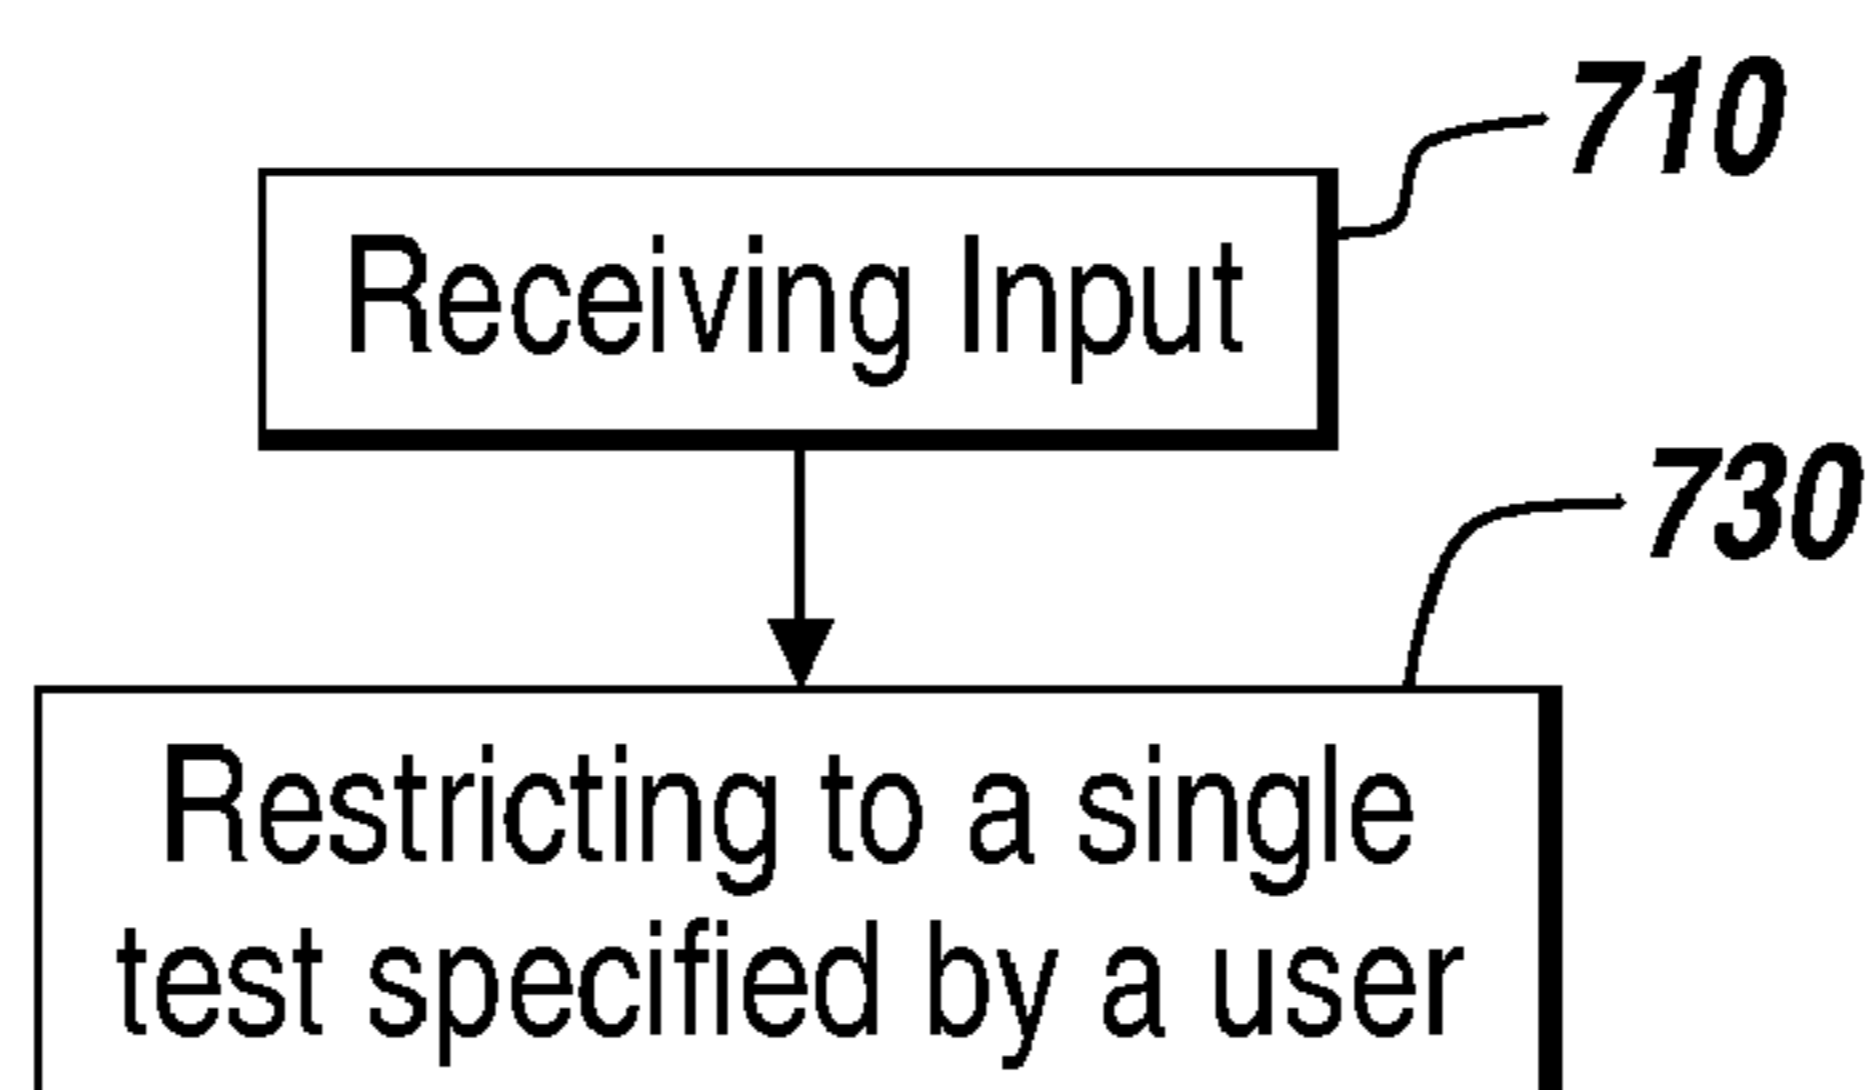 710
Receiving Input
730
Restricting to a single
test specified by a user